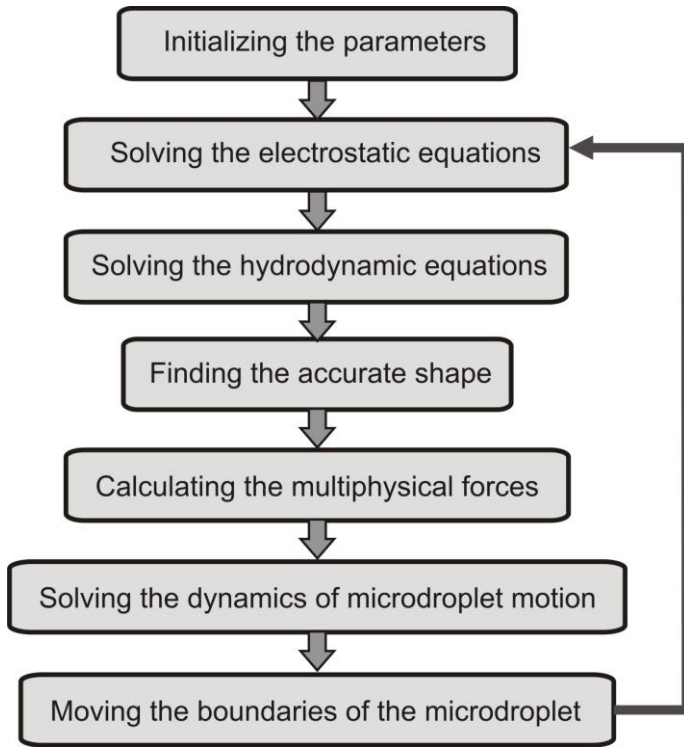 Initializing the parameters
Solving the electrostatic equations
Solving the hydrodynamic equations
Finding the accurate shape
Calculating the multiphysical forces
Solving the dynamics of microdroplet motion
Moving the boundaries of the microdroplet